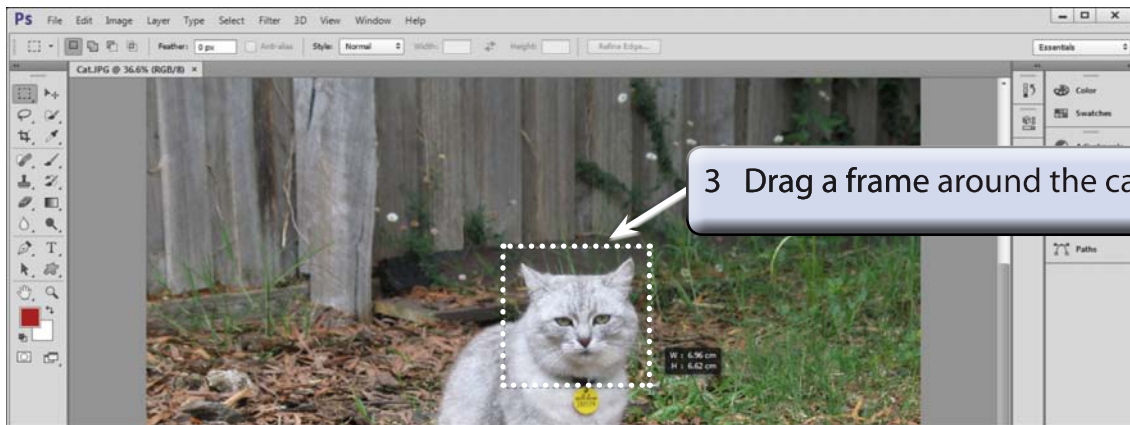 Ps File Edit Image Layer Type Select Filter 3D View Window Help
Feather: 0 px Anti-alias Style: Normal Width: Height: Refine Edge... Essentials
Cat.JPG @ 36.6% (RGB/8) ×
Color
Swatches
3 Drag a frame around the ca
Paths
W : 6.96 cm
H : 6.62 cm